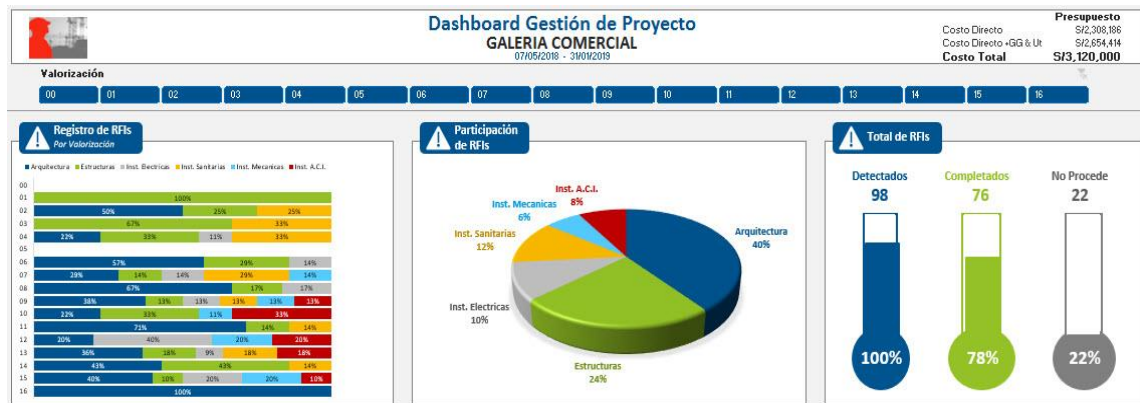 Dashboard Gestión de Proyecto
GALERIA COMERCIAL
07/05/2018 - 31/01/2019
Presupuesto
Costo Directo S/2,308,186
Costo Directo +GG & Ut S/2,654,414
Costo Total S/3,120,000
Valorización
00 01 02 03 04 05 06 07 08 09 10 11 12 13 14 15 16
Registro de RFIs
Por Valorización
Arquitectura Estructuras Inst. Electricas Inst. Sanitarias Inst. Mecanicas Inst. A.C.I.
00
01 100%
02 50% 25% 25%
03 67% 33%
04 22% 33% 11% 33%
05
06 57% 29% 14%
07 29% 14% 14% 29% 14%
08 67% 17% 17%
09 38% 13% 13% 13% 13% 13%
10 22% 33% 11% 33%
11 71% 14% 14%
12 20% 40% 20% 20%
13 36% 18% 9% 18% 18%
14 43% 43% 14%
15 40% 10% 20% 20% 10%
16 100%
Participación
de RFIs
Inst. A.C.I.
8%
Inst. Mecanicas
6%
Inst. Sanitarias
12%
Arquitectura
40%
Inst. Electricas
10%
Estructuras
24%
Total de RFIs
Detectados Completados No Procede
98 76 22
100% 78% 22%